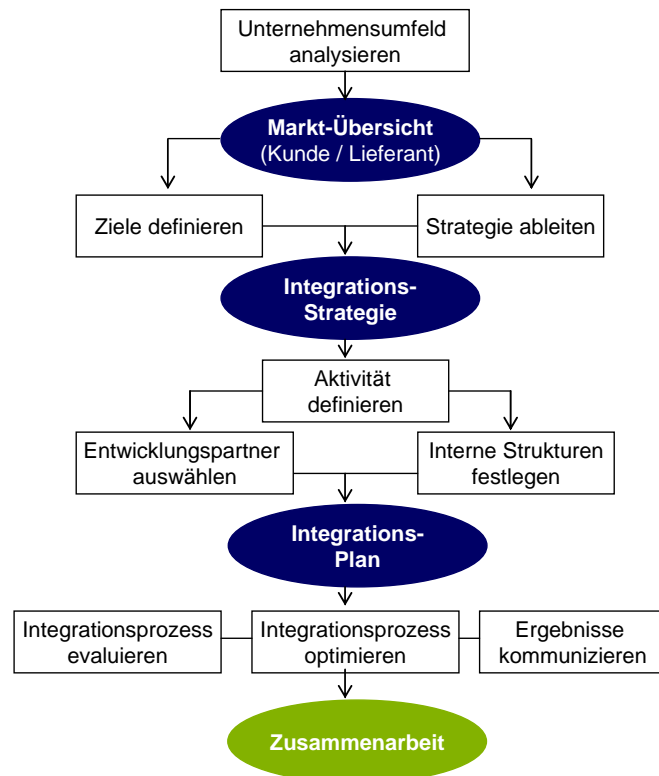 Unternehmensumfeld
analysieren
Markt-Übersicht
(Kunde / Lieferant)
Ziele definieren
Strategie ableiten
Integrations-
Strategie
Aktivität
definieren
Entwicklungspartner
auswählen
Interne Strukturen
festlegen
Integrations-
Plan
Integrationsprozess
evaluieren
Integrationsprozess
optimieren
Ergebnisse
kommunizieren
Zusammenarbeit